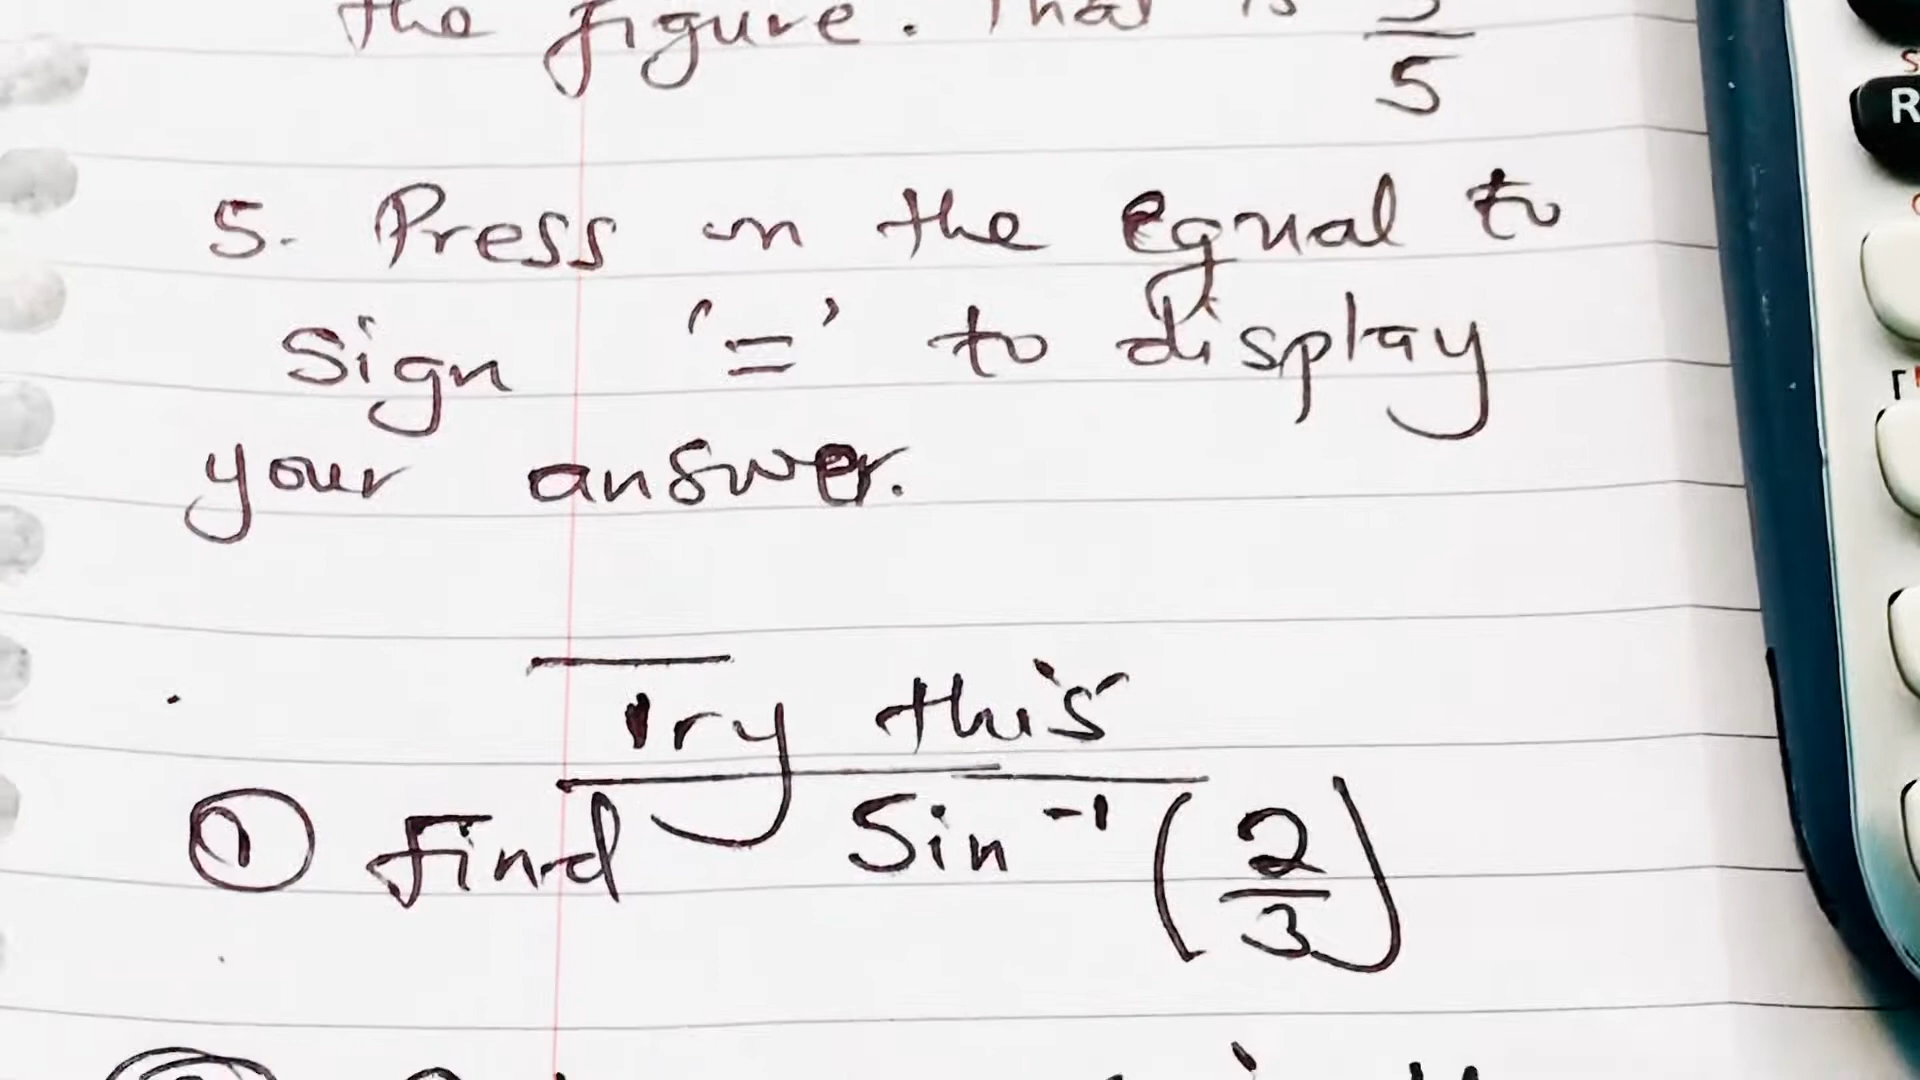 the figure. That is
5
5. Press on the equal to
Sign '=' to display
your answer.
Try this
① find Sin⁻¹ (2/3)
R